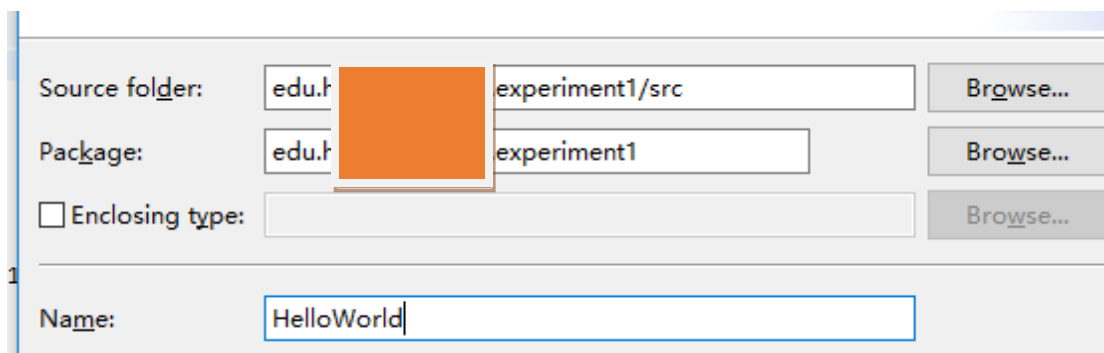 Source folder: edu.h .experiment1/src Browse...
Package: edu.h .experiment1 Browse...
Enclosing type: Browse...
1
Name: HelloWorld